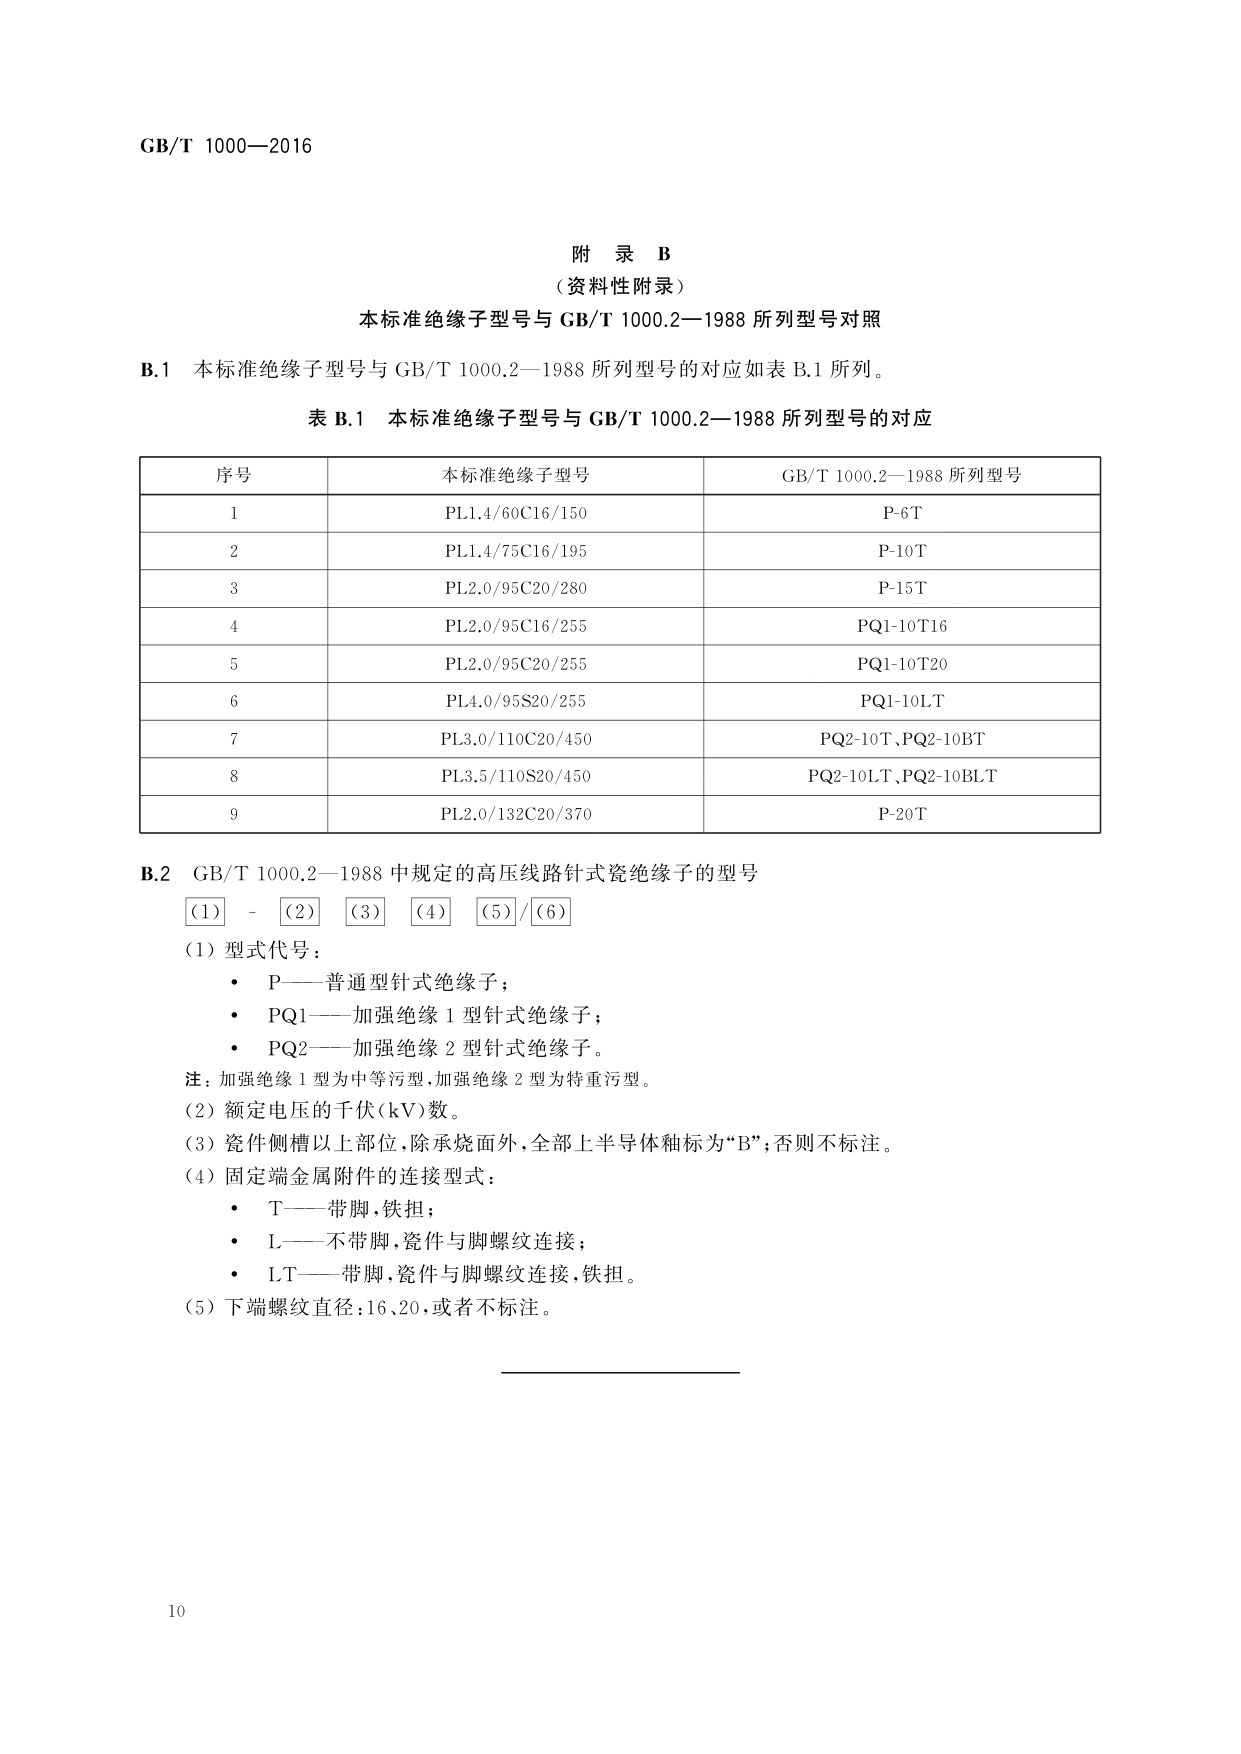 GB/T 1000—2016
附 录 B
（资料性附录）
本标准绝缘子型号与 GB/T 1000.2—1988 所列型号对照
B.1 本标准绝缘子型号与 GB/T 1000.2—1988 所列型号的对应如表 B.1 所列。
表 B.1 本标准绝缘子型号与 GB/T 1000.2—1988 所列型号的对应
序号 本标准绝缘子型号 GB/T 1000.2—1988 所列型号
1 PL1.4/60C16/150 P-6T
2 PL1.4/75C16/195 P-10T
3 PL2.0/95C20/280 P-15T
4 PL2.0/95C16/255 PQ1-10T16
5 PL2.0/95C20/255 PQ1-10T20
6 PL4.0/95S20/255 PQ1-10LT
7 PL3.0/110C20/450 PQ2-10T、PQ2-10BT
8 PL3.5/110S20/450 PQ2-10LT、PQ2-10BLT
9 PL2.0/132C20/370 P-20T
B.2 GB/T 1000.2—1988 中规定的高压线路针式瓷绝缘子的型号
(1) - (2) (3) (4) (5)/(6)
（1）型式代号：
• P——普通型针式绝缘子；
• PQ1——加强绝缘 1 型针式绝缘子；
• PQ2——加强绝缘 2 型针式绝缘子。
注：加强绝缘 1 型为中等污型，加强绝缘 2 型为特重污型。
（2）额定电压的千伏(kV)数。
（3）瓷件侧槽以上部位，除承烧面外，全部上半导体釉标为“B”；否则不标注。
（4）固定端金属附件的连接型式：
• T——带脚，铁担；
• L——不带脚，瓷件与脚螺纹连接；
• LT——带脚，瓷件与脚螺纹连接，铁担。
（5）下端螺纹直径：16、20，或者不标注。
10